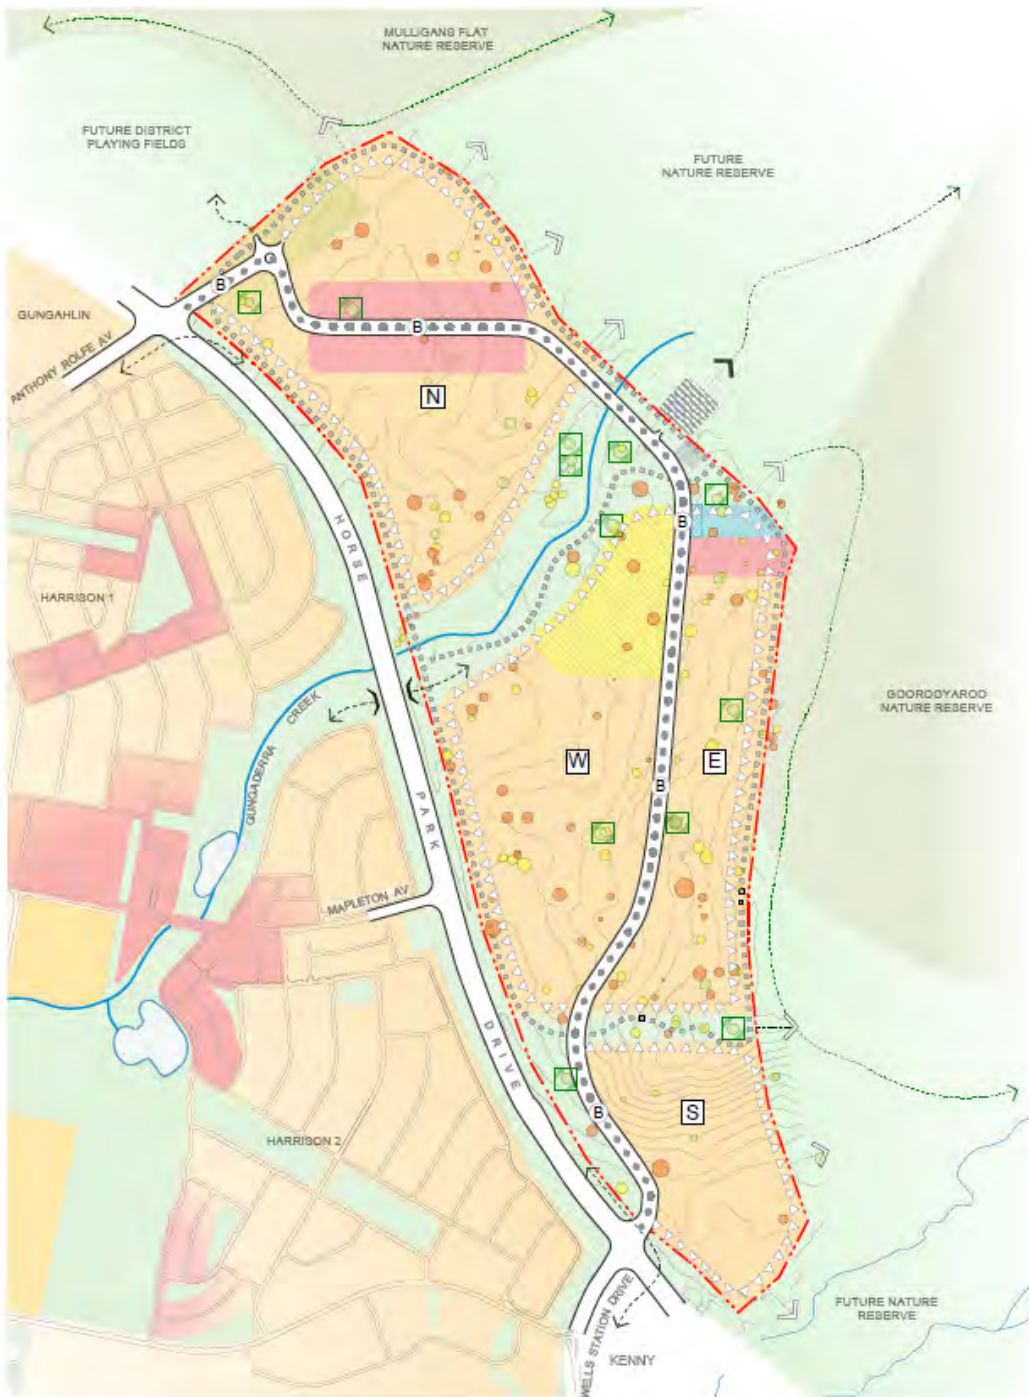 MULLIGANS FLAT
NATURE RESERVE
FUTURE DISTRICT
PLAYING FIELDS
FUTURE
NATURE RESERVE
B
C
GUNGAHLIN
ANTHONY ROLFE AV
B
N
HORSE
B
HARRISON 1
GOOROOYAROO
NATURE RESERVE
GUNGADERRA
CREEK
W
E
B
PARK
MAPLETON AV
DRIVE
B
S
HARRISON 2
FUTURE NATURE
RESERVE
WELLS STATION DRIVE
KENNY